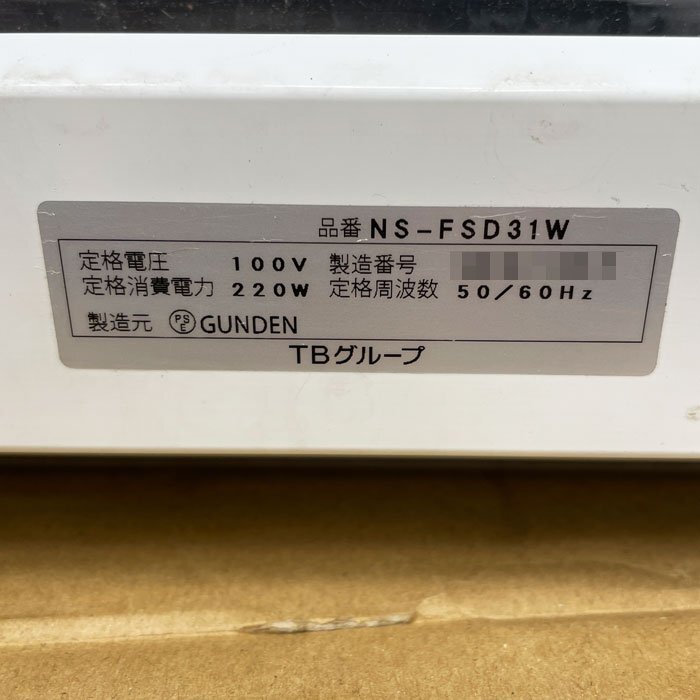 品番 NS-FSD31W
定格電圧 100V 製造番号
定格消費電力 220W 定格周波数 50/60Hz
製造元 PSE GUNDEN
TBグループ